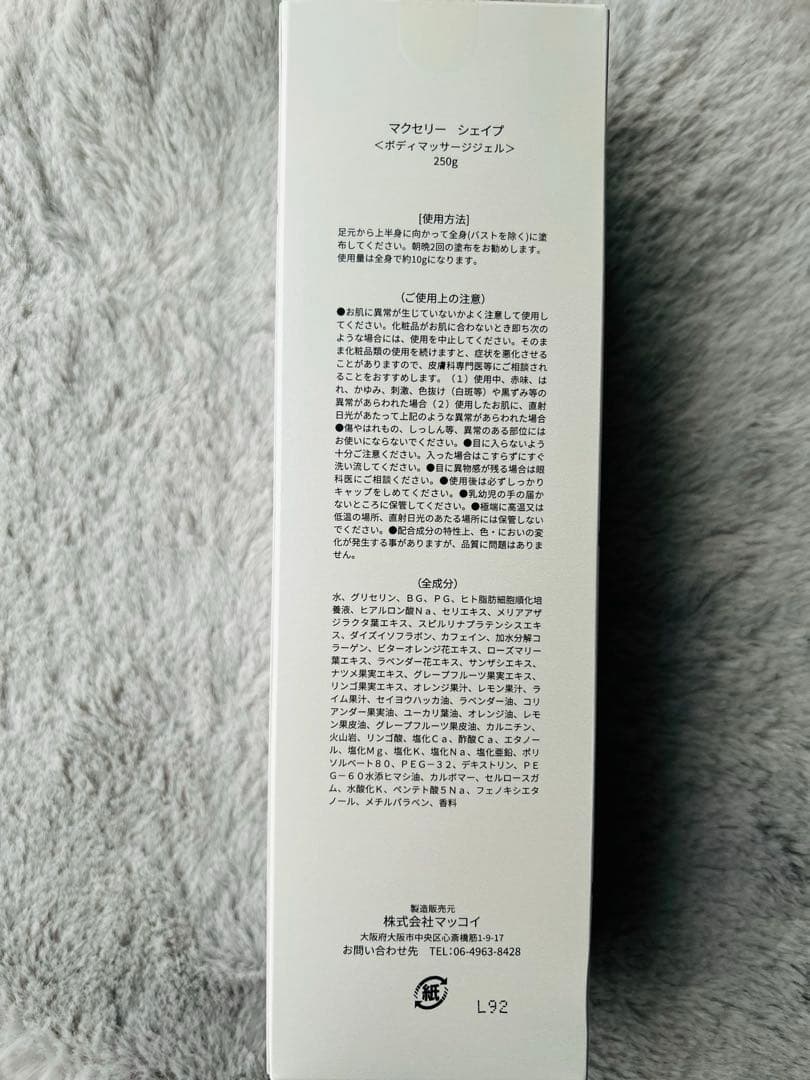 マクセリー　シェイプ
＜ボディマッサージジェル＞
250g
[使用方法]
足元から上半身に向かって全身(バストを除く)に塗
布してください。朝晩2回の塗布をお勧めします。
使用量は全身で約10gになります。
（ご使用上の注意）
●お肌に異常が生じていないかよく注意して使用し
てください。化粧品がお肌に合わないとき即ち次の
ような場合には、使用を中止してください。そのま
ま化粧品類の使用を続けますと、症状を悪化させる
ことがありますので、皮膚科専門医等にご相談され
ることをおすすめします。（１）使用中、赤味、は
れ、かゆみ、刺激、色抜け（白斑等）や黒ずみ等の
異常があらわれた場合（２）使用したお肌に、直射
日光があたって上記のような異常があらわれた場合
●傷やはれもの、しっしん等、異常のある部位には
お使いにならないでください。●目に入らないよう
十分ご注意ください。入った場合はこすらずにすぐ
洗い流してください。●目に異物感が残る場合は眼
科医にご相談ください。●使用後は必ずしっかり
キャップをしめてください。●乳幼児の手の届か
ないところに保管してください。●極端に高温又は
低温の場所、直射日光のあたる場所には保管しない
でください。●配合成分の特性上、色・においの変
化が発生する事がありますが、品質に問題はありま
せん。
（全成分）
水、グリセリン、ＢＧ、ＰＧ、ヒト脂肪細胞順化培
養液、ヒアルロン酸Ｎａ、セリエキス、メリアアザ
ジラクタ葉エキス、スピルリナプラテンシスエキ
ス、ダイズイソフラボン、カフェイン、加水分解コ
ラーゲン、ビターオレンジ花エキス、ローズマリー
葉エキス、ラベンダー花エキス、サンザシエキス、
ナツメ果実エキス、グレープフルーツ果実エキス、
リンゴ果実エキス、オレンジ果汁、レモン果汁、ラ
イム果汁、セイヨウハッカ油、ラベンダー油、コリ
アンダー果実油、ユーカリ葉油、オレンジ油、レモ
ン果皮油、グレープフルーツ果皮油、カルニチン、
火山岩、リンゴ酸、塩化Ｃａ、酢酸Ｃａ、エタノー
ル、塩化Ｍｇ、塩化Ｋ、塩化Ｎａ、塩化亜鉛、ポリ
ソルベート８０、ＰＥＧ－３２、デキストリン、ＰＥ
Ｇ－６０水添ヒマシ油、カルボマー、セルロースガ
ム、水酸化Ｋ、ペンテト酸５Ｎａ、フェノキシエタ
ノール、メチルパラベン、香料
製造販売元
株式会社マッコイ
大阪府大阪市中央区心斎橋筋1-9-17
お問い合わせ先　TEL：06-4963-8428
紙
L92